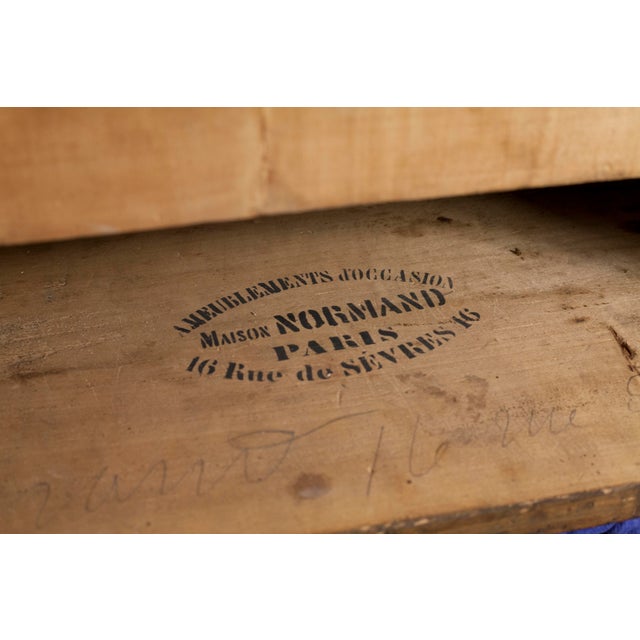 AMEUBLEMENTS d'OCCASION
MAISON NORMAND
PARIS
16 Rue de SÈVRES 16